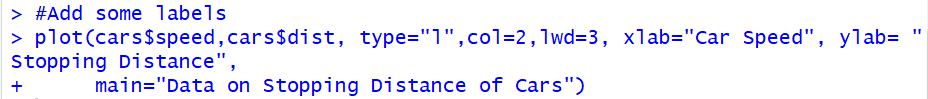 > #Add some labels
> plot(cars$speed,cars$dist, type="l",col=2,lwd=3, xlab="Car Speed", ylab= "
Stopping Distance",
+      main="Data on Stopping Distance of Cars")